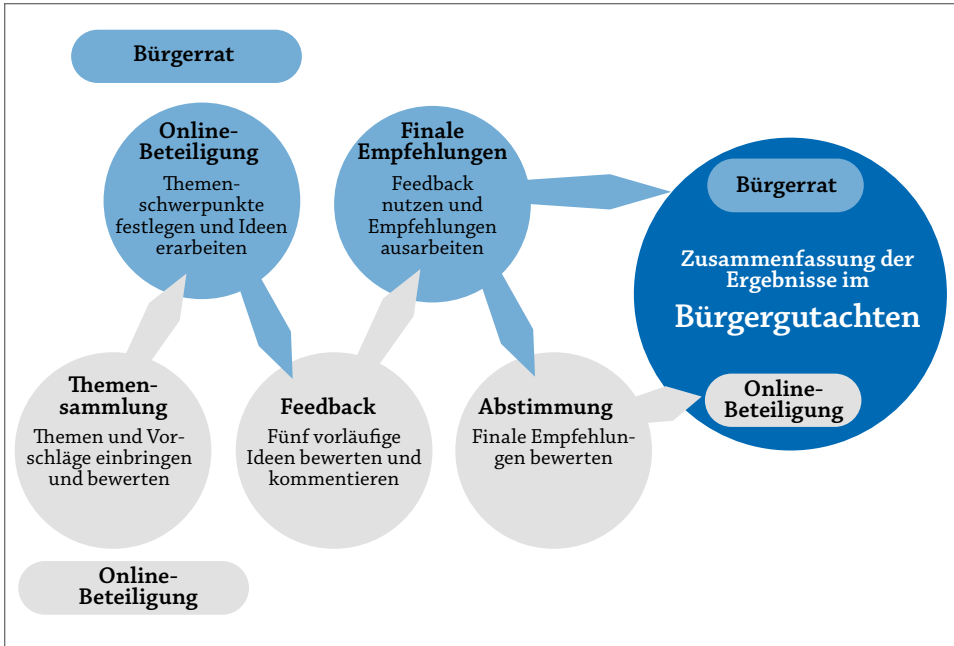 Bürgerrat
Online-
Beteiligung
Themen-
schwerpunkte
festlegen und Ideen
erarbeiten
Finale
Empfehlungen
Feedback
nutzen und
Empfehlungen
ausarbeiten
Bürgerrat
Zusammenfassung der
Ergebnisse im
Bürgergutachten
Online-
Beteiligung
Themen-
sammlung
Themen und Vor-
schläge einbringen
und bewerten
Feedback
Fünf vorläufige
Ideen bewerten und
kommentieren
Abstimmung
Finale Empfehlun-
gen bewerten
Online-
Beteiligung